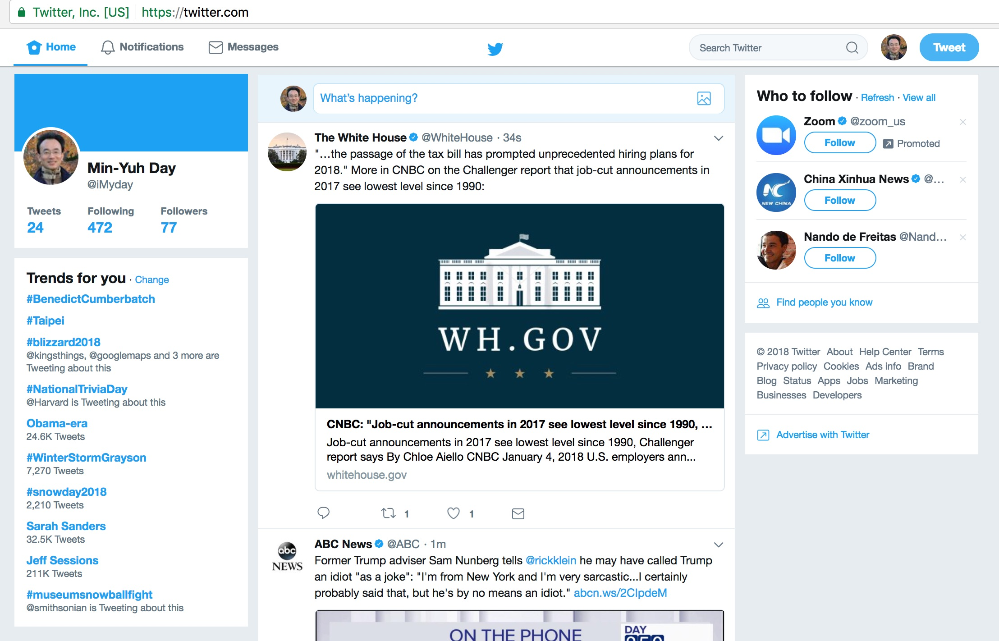 Twitter, Inc. [US] https://twitter.com
Home Notifications Messages Search Twitter Tweet
Min-Yuh Day
@iMyday
Tweets Following Followers
24 472 77
Trends for you · Change
#BenedictCumberbatch
#Taipei
#blizzard2018
@kingsthings, @googlemaps and 3 more are
Tweeting about this
#NationalTriviaDay
@Harvard is Tweeting about this
Obama-era
24.6K Tweets
#WinterStormGrayson
7,270 Tweets
#snowday2018
2,210 Tweets
Sarah Sanders
32.5K Tweets
Jeff Sessions
211K Tweets
#museumsnowballfight
@smithsonian is Tweeting about this
What's happening?
The White House @WhiteHouse · 34s
"…the passage of the tax bill has prompted unprecedented hiring plans for
2018." More in CNBC on the Challenger report that job-cut announcements in
2017 see lowest level since 1990:
WH.GOV
CNBC: "Job-cut announcements in 2017 see lowest level since 1990, ...
Job-cut announcements in 2017 see lowest level since 1990, Challenger
report says By Chloe Aiello CNBC January 4, 2018 U.S. employers ann...
whitehouse.gov
1 1
abc
NEWS
ABC News @ABC · 1m
Former Trump adviser Sam Nunberg tells @rickklein he may have called Trump
an idiot "as a joke": "I'm from New York and I'm very sarcastic...I certainly
probably said that, but he's by no means an idiot." abcn.ws/2CIpdeM
ON THE PHONE
DAY
Who to follow · Refresh · View all
Zoom @zoom_us
Follow Promoted
NEW CHINA
China Xinhua News @...
Follow
Nando de Freitas @Nand...
Follow
Find people you know
© 2018 Twitter About Help Center Terms
Privacy policy Cookies Ads info Brand
Blog Status Apps Jobs Marketing
Businesses Developers
Advertise with Twitter